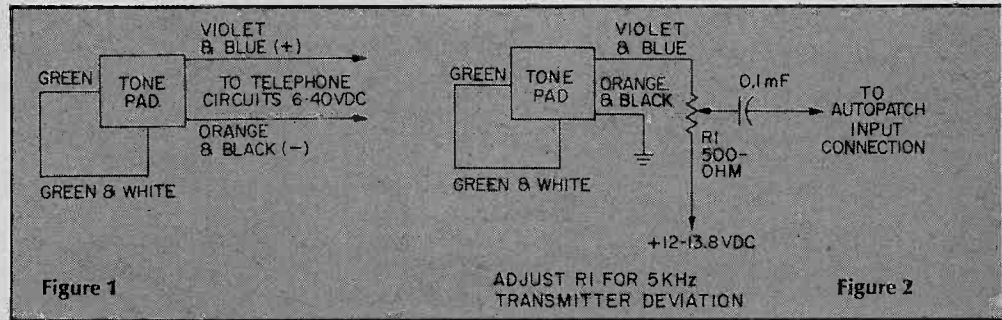 VIOLET
& BLUE (+)
GREEN
TONE
PAD
TO TELEPHONE
CIRCUITS 6-40VDC
ORANGE
& BLACK (-)
GREEN & WHITE
Figure 1
VIOLET
& BLUE
GREEN
TONE
PAD
ORANGE
& BLACK
0.1mF
TO
AUTOPATCH
INPUT
CONNECTION
R1
500-
OHM
GREEN & WHITE
+12-13.8VDC
ADJUST R1 FOR 5KHz
TRANSMITTER DEVIATION
Figure 2